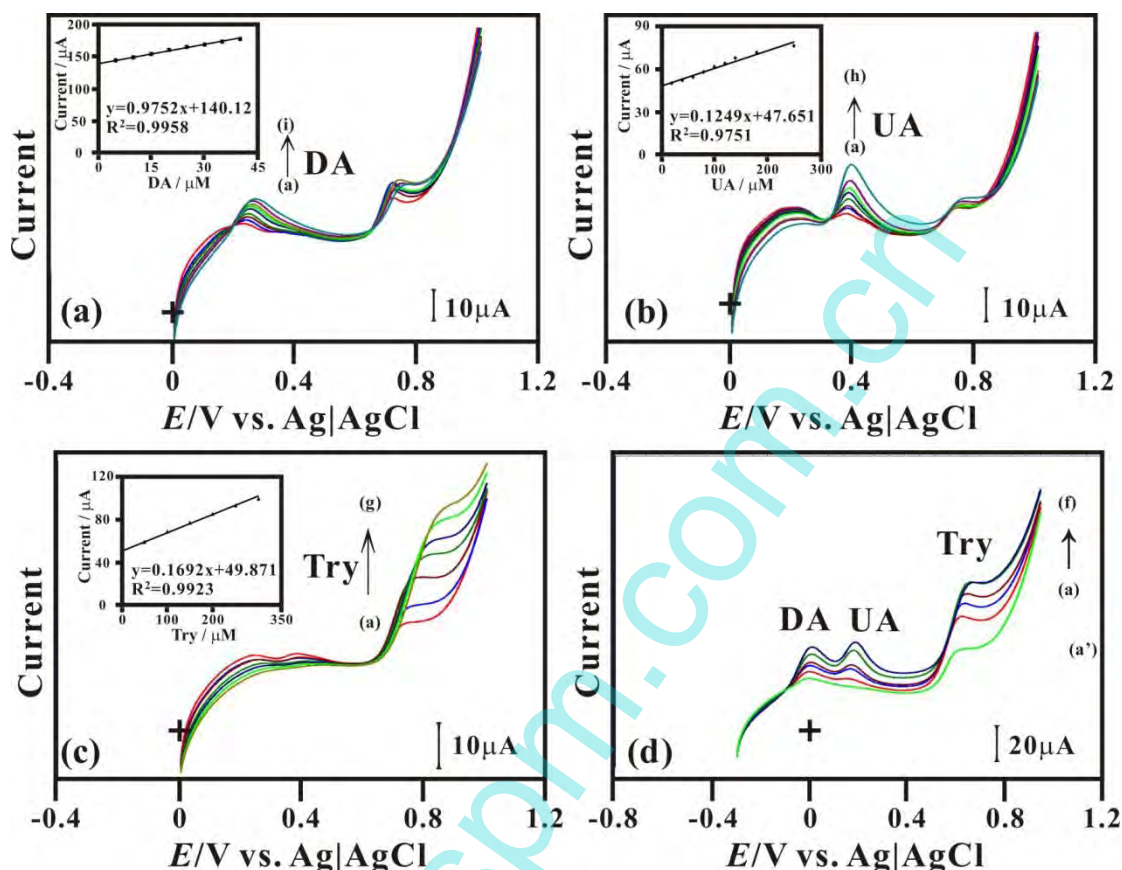 200
150
100
50
0
Current / μA
y=0.9752x+140.12
R²=0.9958
0 15 30 45
DA / μM
(i)
(a)
DA
Current
(a)
10μA
-0.4 0 0.4 0.8 1.2
E/V vs. Ag|AgCl
90
60
30
0
Current / μA
y=0.1249x+47.651
R²=0.9751
0 100 200 300
UA / μM
(h)
(a)
UA
Current
(b)
10μA
-0.4 0 0.4 0.8 1.2
E/V vs. Ag|AgCl
120
80
40
0
Current / μA
y=0.1692x+49.871
R²=0.9923
0 50 100 150 200 250 300 350
Try / μM
(g)
Try
(a)
Current
(c)
10μA
-0.4 0 0.4 0.8 1.2
E/V vs. Ag|AgCl
Try
(f)
(a)
(a')
DA UA
Current
(d)
20μA
-0.8 -0.4 0 0.4 0.8 1.2
E/V vs. Ag|AgCl
spm.com.cn